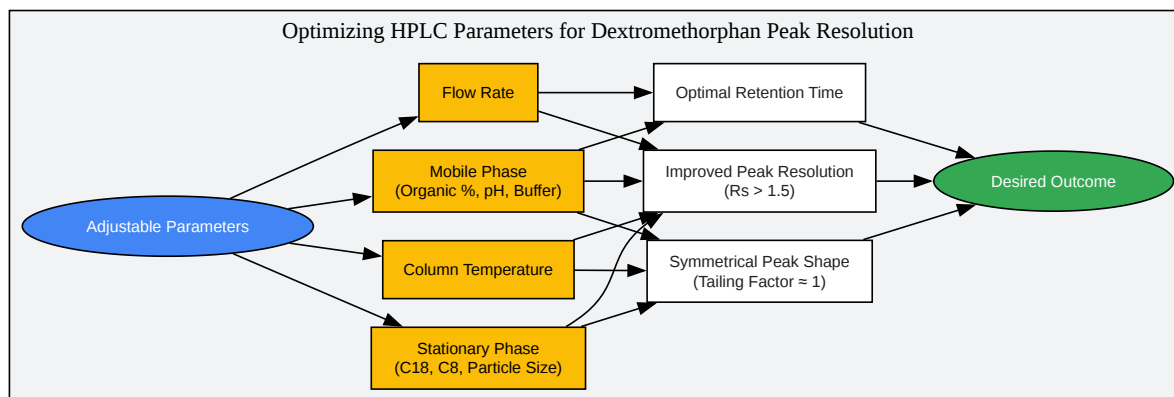 Optimizing HPLC Parameters for Dextromethorphan Peak Resolution
Adjustable Parameters
Flow Rate
Mobile Phase
(Organic %, pH, Buffer)
Column Temperature
Stationary Phase
(C18, C8, Particle Size)
Optimal Retention Time
Improved Peak Resolution
(Rs > 1.5)
Symmetrical Peak Shape
(Tailing Factor ≈ 1)
Desired Outcome